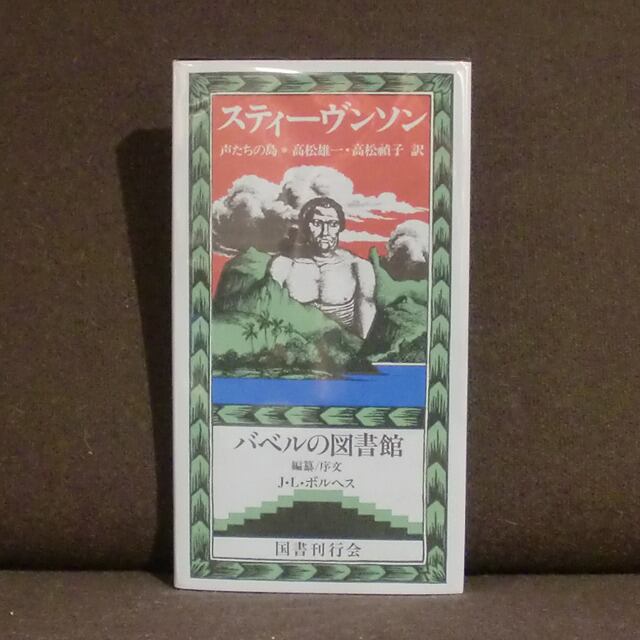 スティーヴンソン
声たちの島●高松雄一・高松禎子 訳
バベルの図書館
編纂/序文
J・L・ボルヘス
国書刊行会